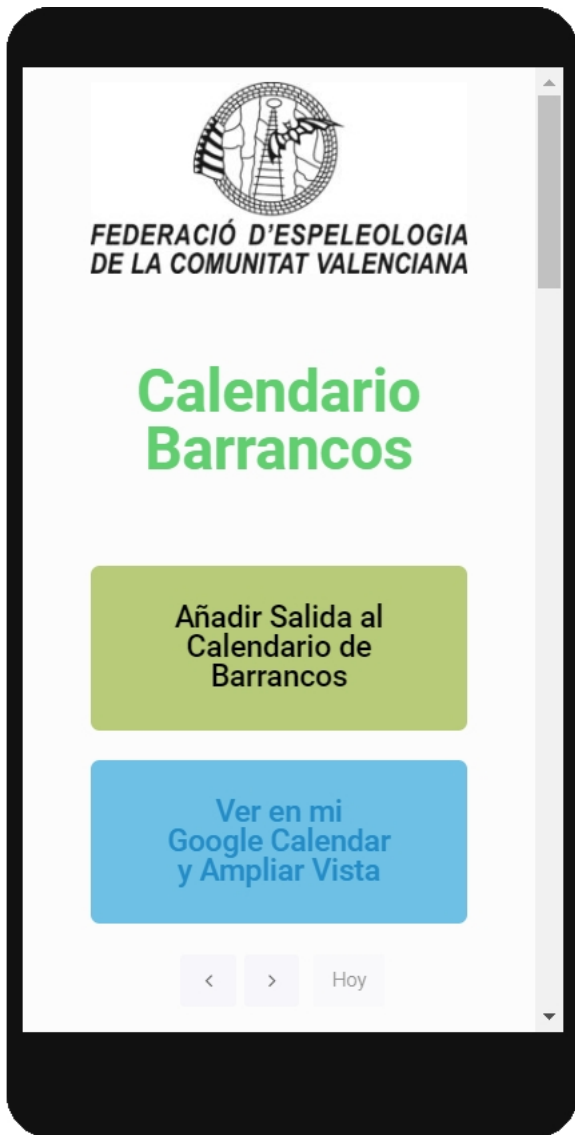 FEDERACIÓ D'ESPELEOLOGIA
DE LA COMUNITAT VALENCIANA
Calendario
Barrancos
Añadir Salida al
Calendario de
Barrancos
Ver en mi
Google Calendar
y Ampliar Vista
‹ › Hoy